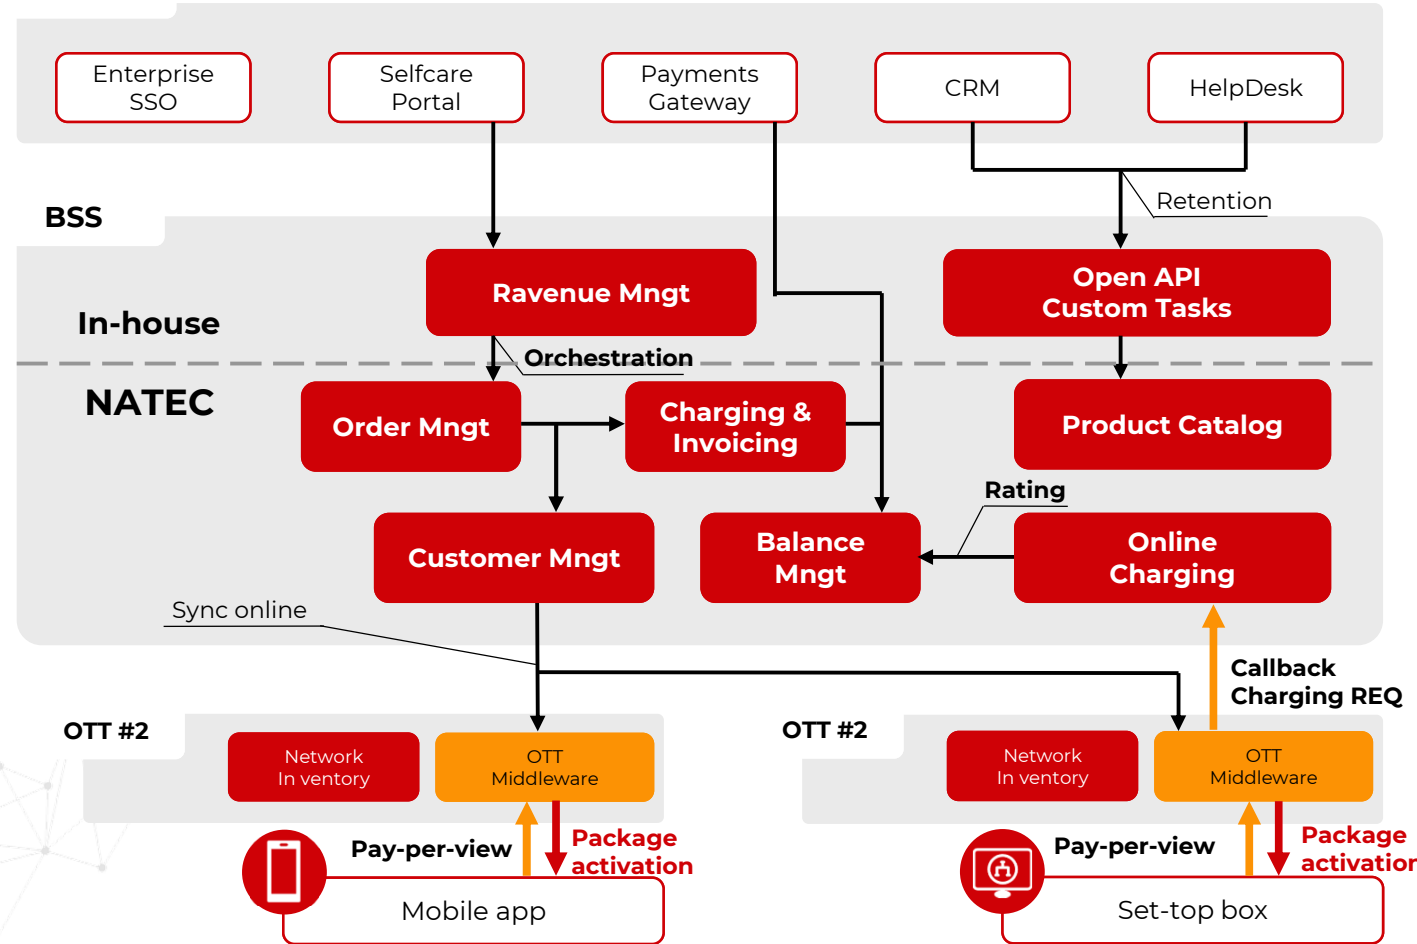 Enterprise
SSO
Selfcare
Portal
Payments
Gateway
CRM
HelpDesk
Retention
BSS
Ravenue Mngt
Open API
Custom Tasks
In-house
Orchestration
NATEC
Order Mngt
Charging &
Invoicing
Product Catalog
Rating
Customer Mngt
Balance
Mngt
Online
Charging
Sync online
Callback
Charging REQ
OTT #2
Network
In ventory
OTT
Middleware
OTT #2
Network
In ventory
OTT
Middleware
Pay-per-view
Package
activation
Mobile app
Pay-per-view
Package
activation
Set-top box